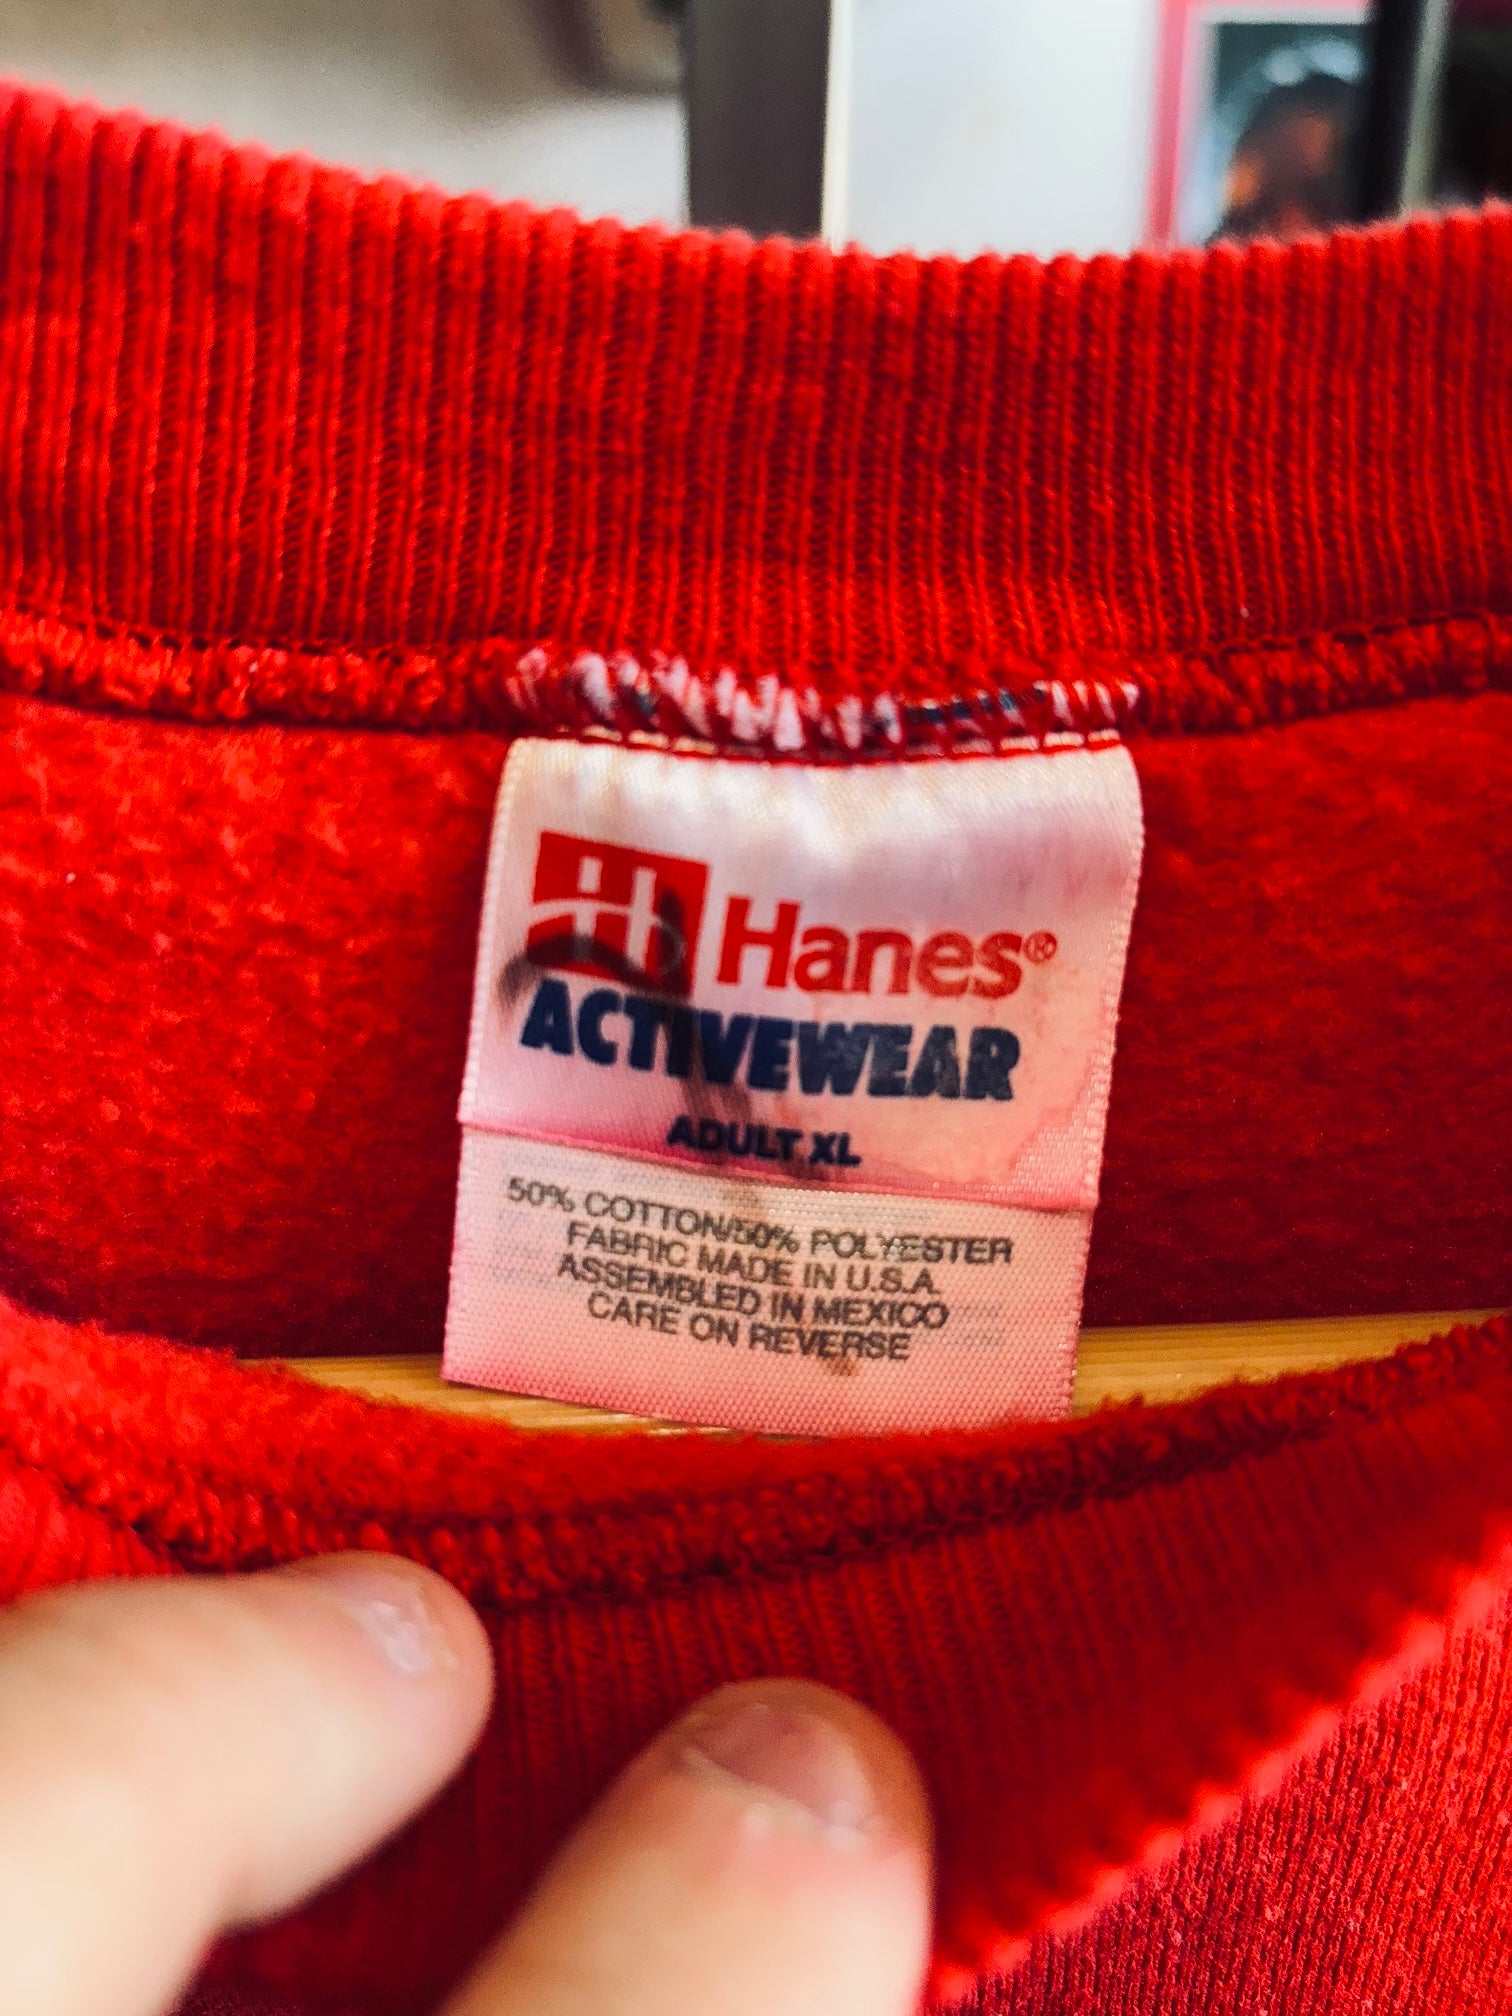 Hanes®
ACTIVEWEAR
ADULT XL
50% COTTON/50% POLYESTER
FABRIC MADE IN U.S.A.
ASSEMBLED IN MEXICO
CARE ON REVERSE